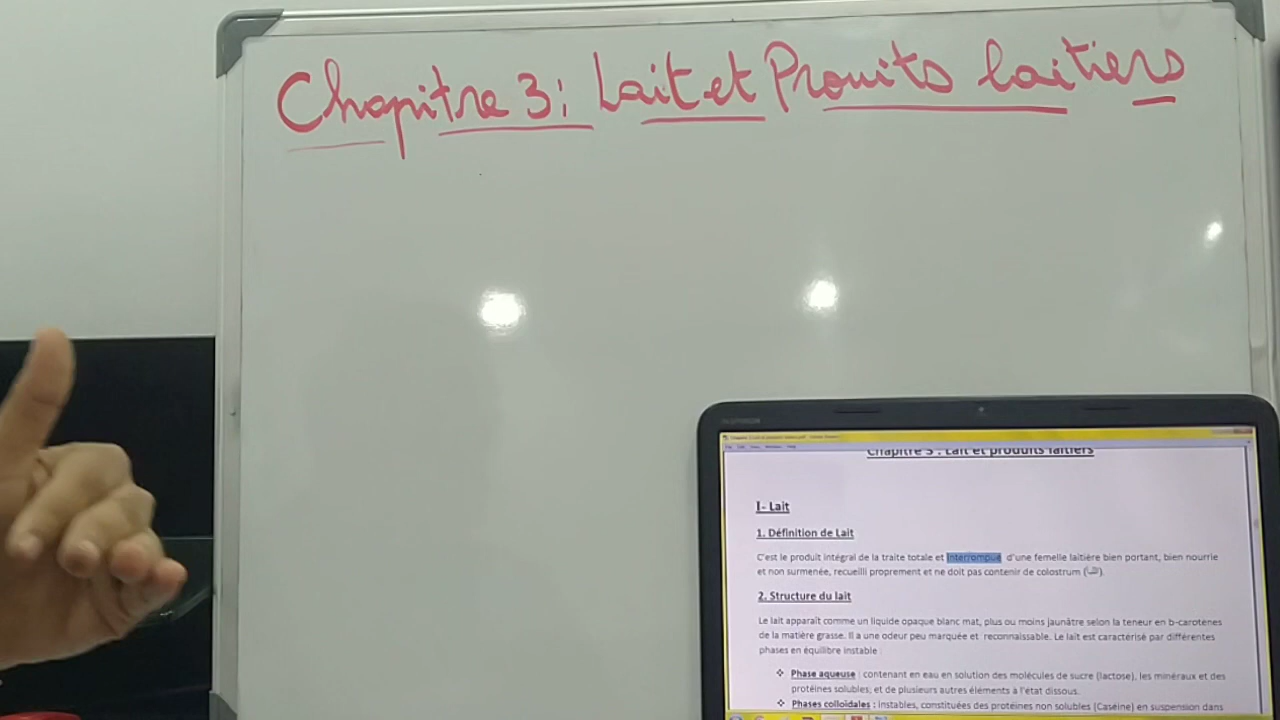 Chapitre 3: Lait et Prouits laitiers
Chapitre 3 : Lait et produits laitiers
I- Lait
1. Définition de Lait
C'est le produit intégral de la traite totale et interrompue d'une femelle laitière bien portant, bien nourrie
et non surmenée, recueilli proprement et ne doit pas contenir de colostrum (اللبأ).
2. Structure du lait
Le lait apparaît comme un liquide opaque blanc mat, plus ou moins jaunâtre selon la teneur en b-carotènes
de la matière grasse. Il a une odeur peu marquée et reconnaissable. Le lait est caractérisé par différentes
phases en équilibre instable :
❖ Phase aqueuse : contenant en eau en solution des molécules de sucre (lactose), les minéraux et des
protéines solubles, et de plusieurs autres éléments à l'état dissous.
❖ Phases colloïdales : instables, constituées des protéines non solubles (Caséine) en suspension dans